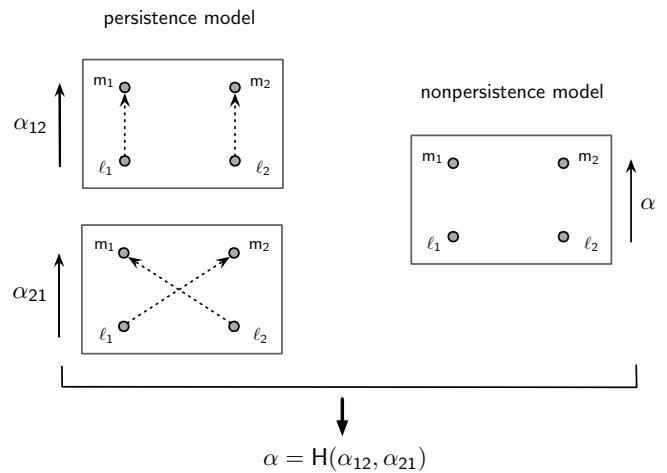 persistence model
m₁ m₂
α₁₂
ℓ₁ ℓ₂
m₁ m₂
α₂₁
ℓ₁ ℓ₂
nonpersistence model
m₁ m₂
α
ℓ₁ ℓ₂
α = H(α₁₂, α₂₁)